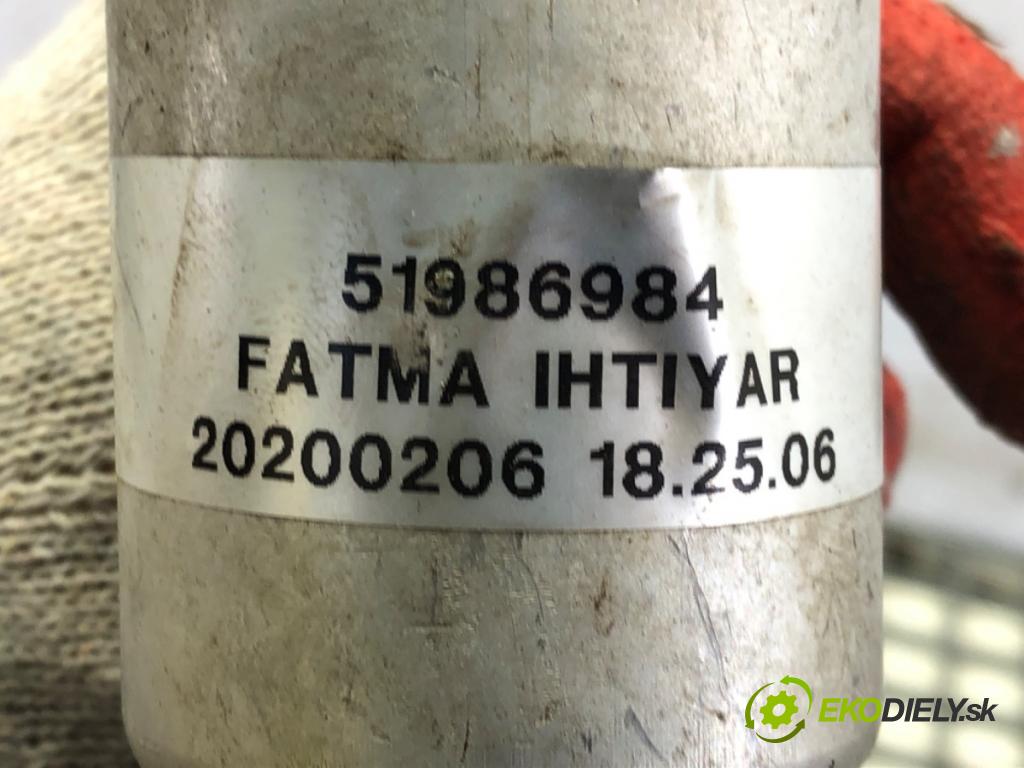 51986984
FATMA IHTIYAR
20200206 18.25.06
EKODIELY.sk